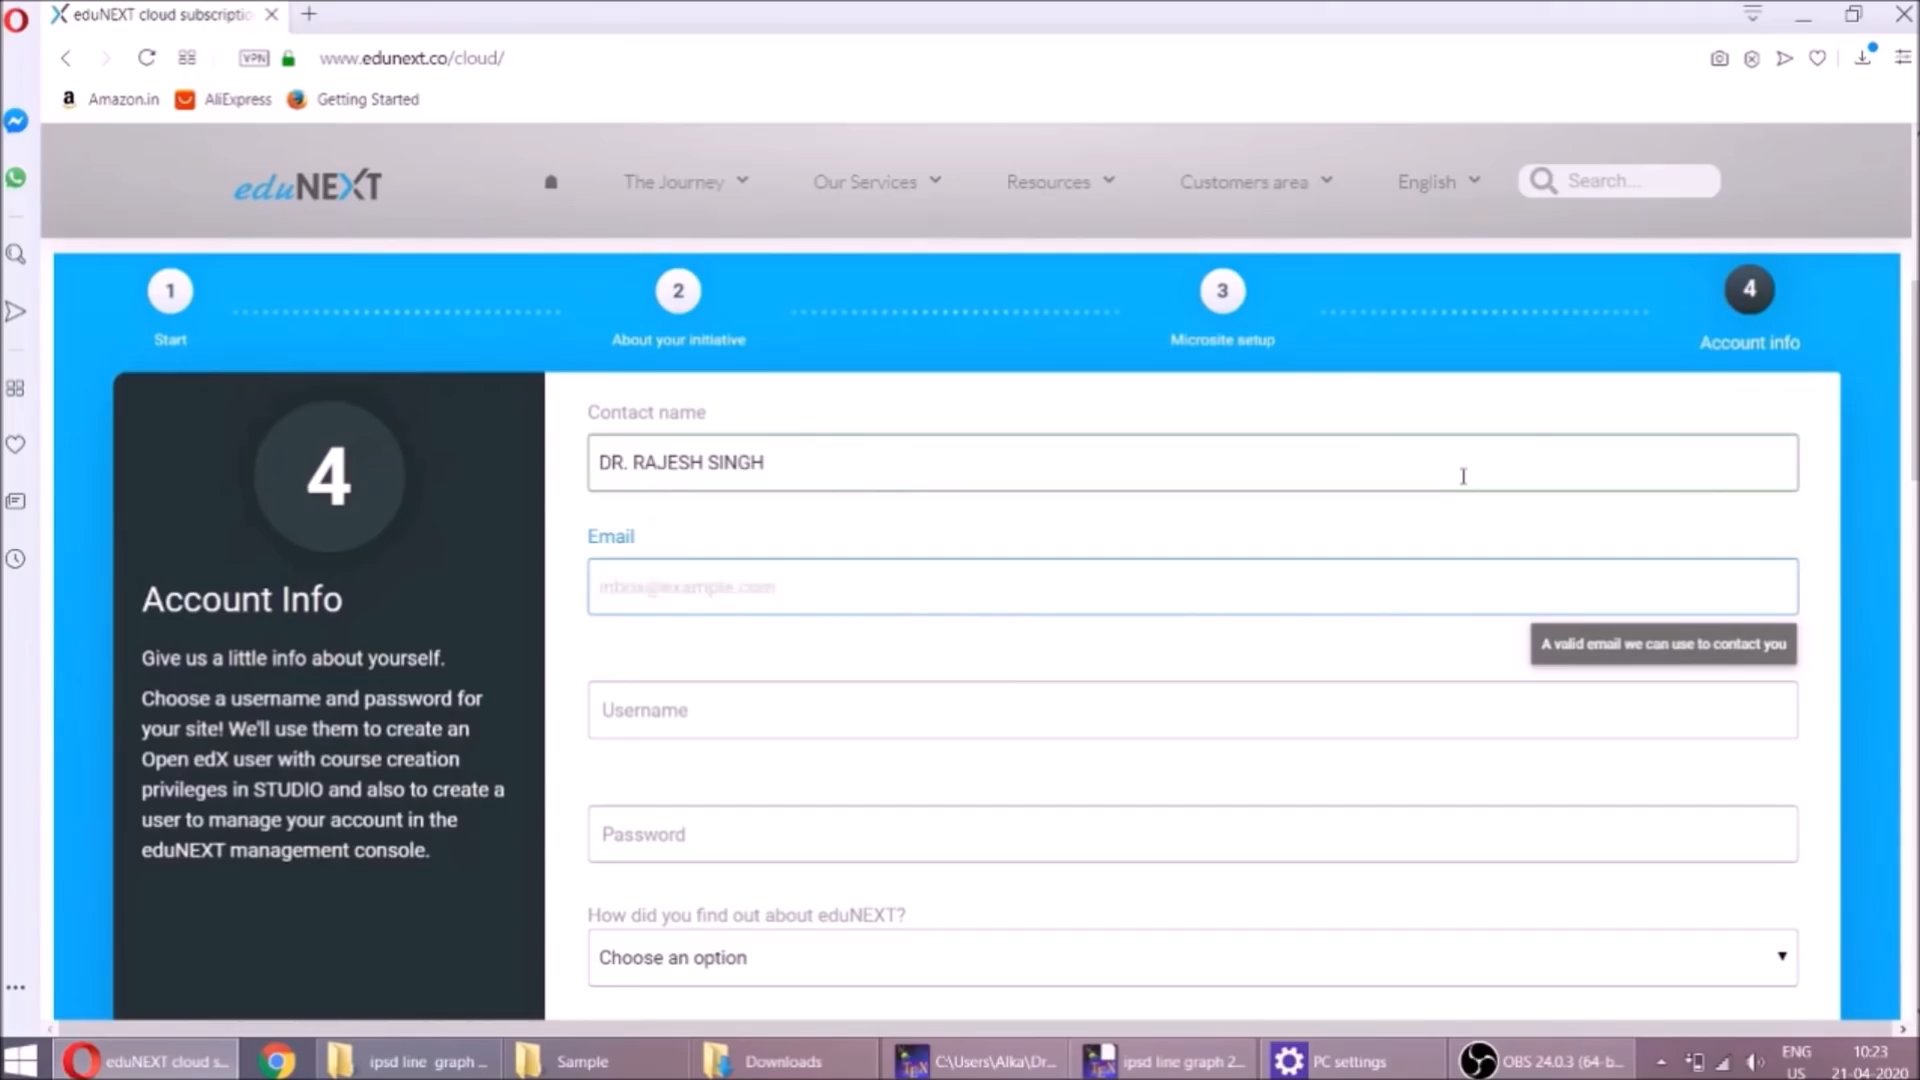 eduNEXT cloud subscriptio
VPN
www.edunext.co/cloud/
a Amazon.in AliExpress Getting Started
eduNEXT The Journey Our Services Resources Customers area English Search...
1 2 3 4
Start About your initiative Microsite setup Account info
4
Account Info
Give us a little info about yourself.
Choose a username and password for
your site! We'll use them to create an
Open edX user with course creation
privileges in STUDIO and also to create a
user to manage your account in the
eduNEXT management console.
Contact name
DR. RAJESH SINGH
Email
inbox@example.com
A valid email we can use to contact you
Username
Password
How did you find out about eduNEXT?
Choose an option
eduNEXT cloud s... ipsd line graph ... Sample Downloads TEX C:\Users\Alka\Dr... TEX ipsd line graph 2... PC settings OBS 24.0.3 (64-b... ENG 10:23
US 21-04-2020